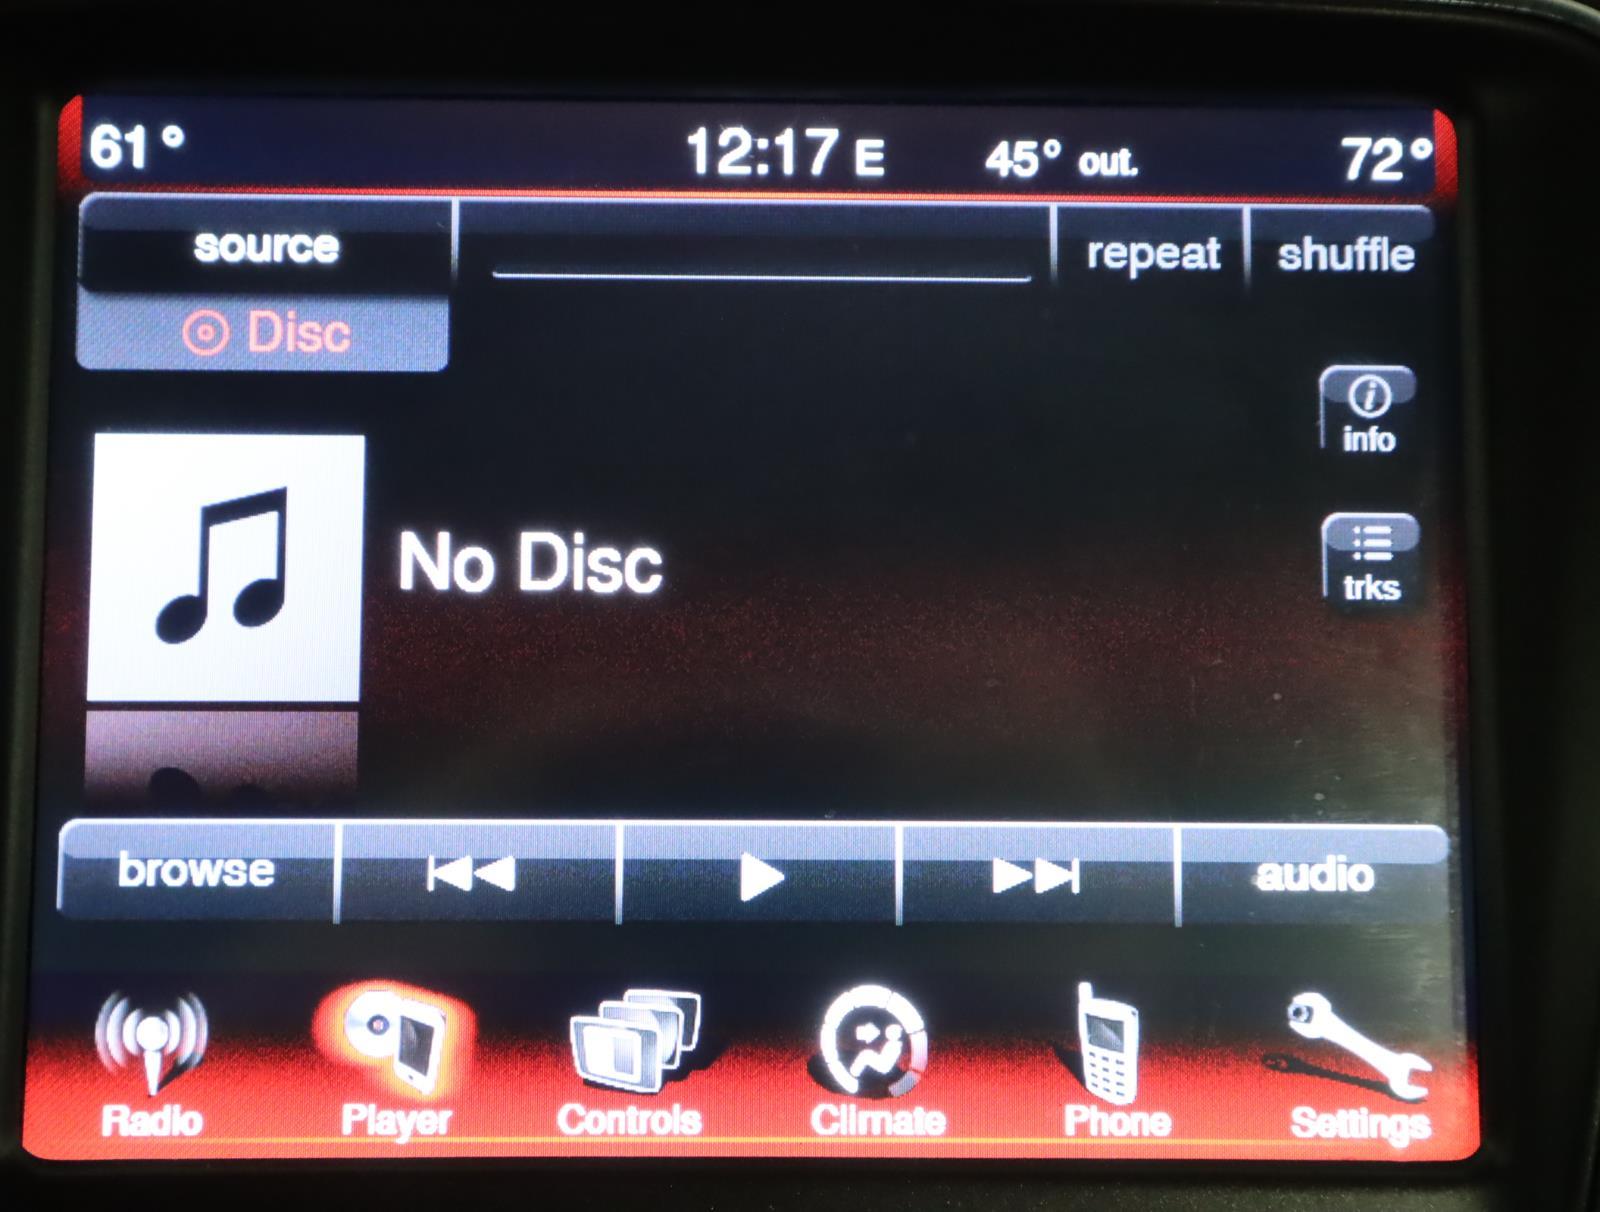 61° 12:17 E 45° out. 72°
source repeat shuffle
Disc
info
No Disc
trks
browse audio
Radio Player Controls Climate Phone Settings